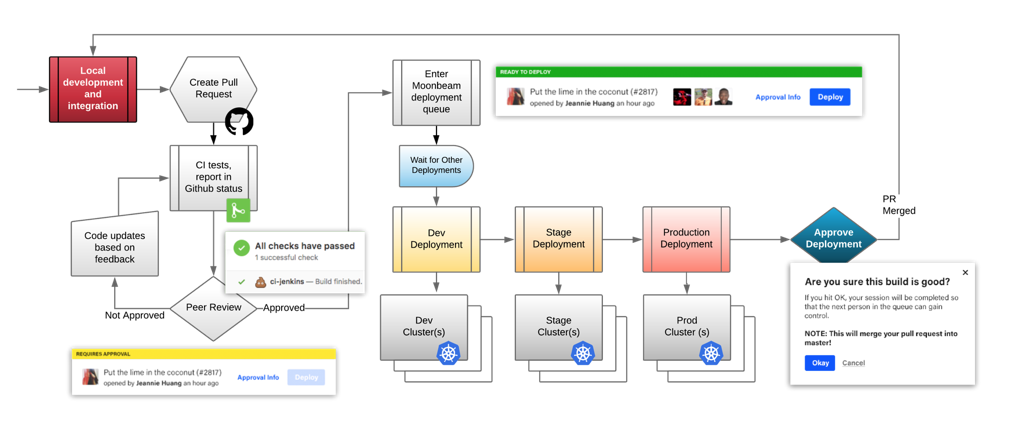 Local
development
and
integration
Create Pull
Request
CI tests,
report in
Github status
All checks have passed
1 successful check
ci-jenkins — Build finished.
Code updates
based on
feedback
Peer Review
Not Approved
Approved
REQUIRES APPROVAL
Put the lime in the coconut (#2817)
opened by Jeannie Huang an hour ago
Approval Info
Deploy
Enter
Moonbeam
deployment
queue
READY TO DEPLOY
Put the lime in the coconut (#2817)
opened by Jeannie Huang an hour ago
Approval Info
Deploy
Wait for Other
Deployments
Dev
Deployment
Stage
Deployment
Production
Deployment
Approve
Deployment
PR
Merged
Dev
Cluster(s)
Stage
Cluster(s)
Prod
Cluster (s)
Are you sure this build is good?
If you hit OK, your session will be completed so
that the next person in the queue can gain
control.
NOTE: This will merge your pull request into
master!
Okay
Cancel